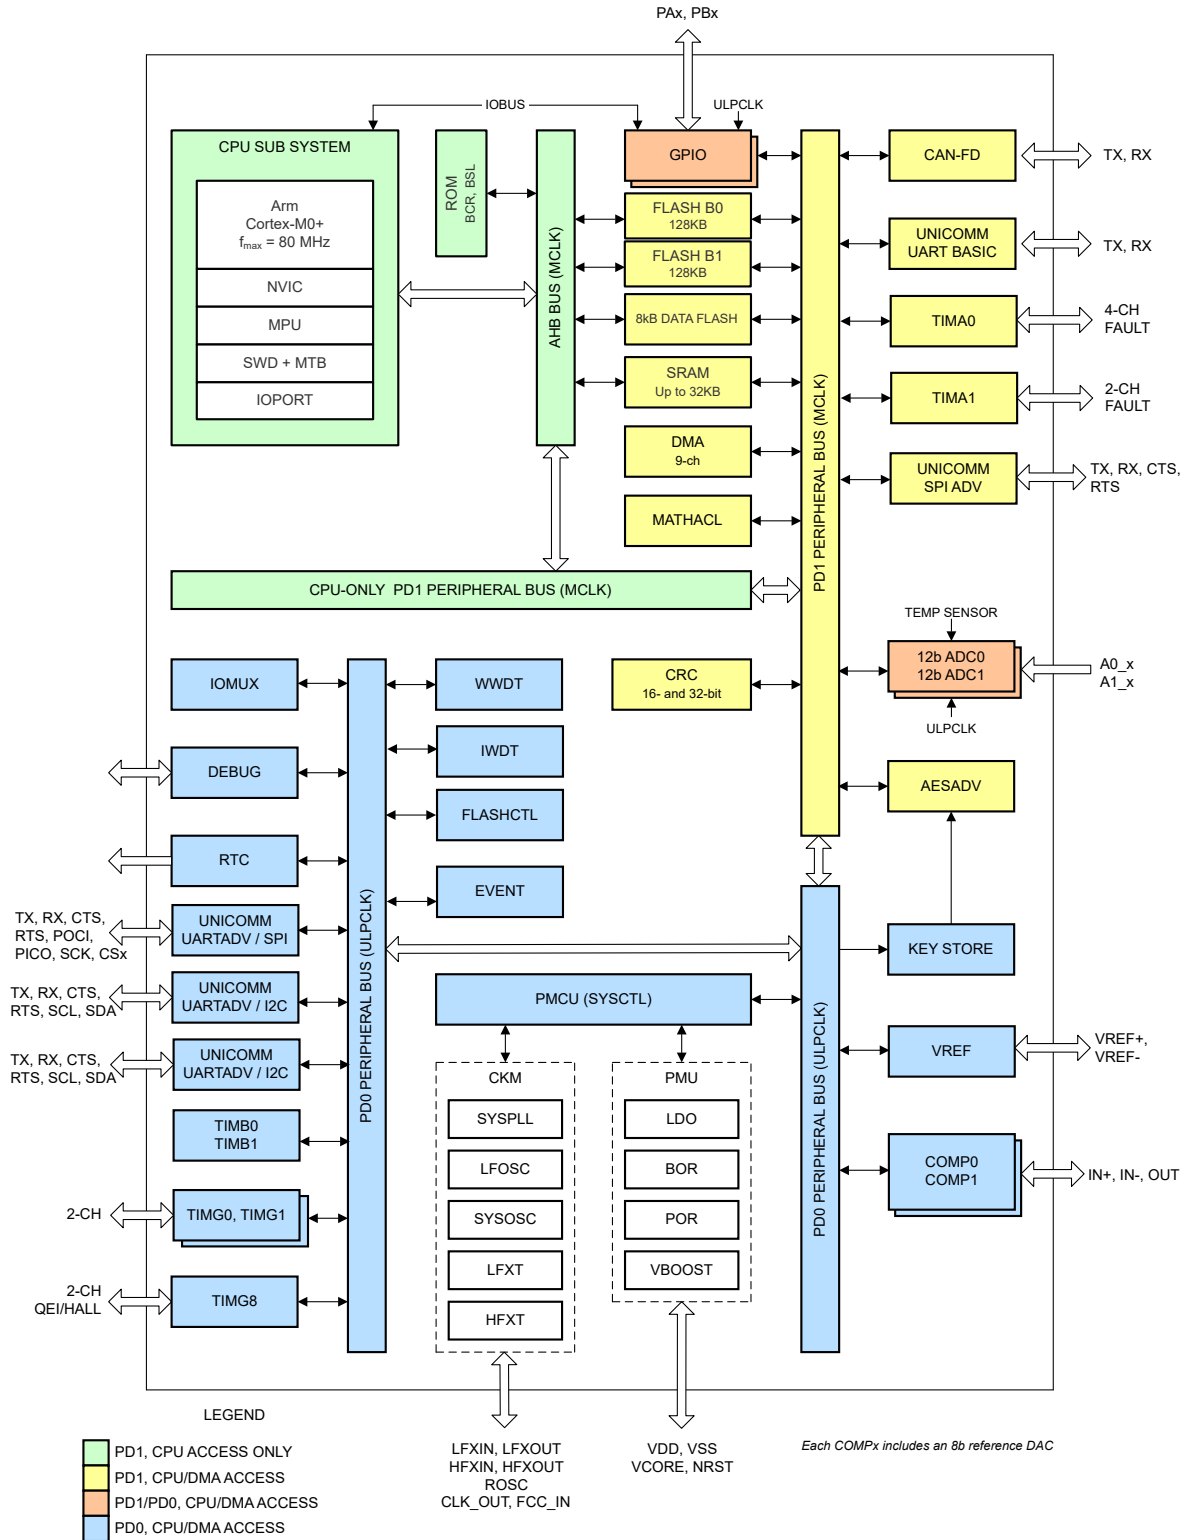 PAx, PBx
IOBUS
ULPCLK
CPU SUB SYSTEM
Arm
Cortex-M0+
fmax = 80 MHz
NVIC
MPU
SWD + MTB
IOPORT
ROM
BCR, BSL
AHB BUS (MCLK)
GPIO
FLASH B0
128KB
FLASH B1
128KB
8kB DATA FLASH
SRAM
Up to 32KB
DMA
9-ch
MATHACL
PD1 PERIPHERAL BUS (MCLK)
CAN-FD
TX, RX
UNICOMM
UART BASIC
TX, RX
TIMA0
4-CH
FAULT
TIMA1
2-CH
FAULT
UNICOMM
SPI ADV
TX, RX, CTS,
RTS
CPU-ONLY PD1 PERIPHERAL BUS (MCLK)
TEMP SENSOR
12b ADC0
12b ADC1
A0_x
A1_x
ULPCLK
CRC
16- and 32-bit
AESADV
IOMUX
DEBUG
RTC
TX, RX, CTS,
RTS, POCI,
PICO, SCK, CSx
UNICOMM
UARTADV / SPI
TX, RX, CTS,
RTS, SCL, SDA
UNICOMM
UARTADV / I2C
TX, RX, CTS,
RTS, SCL, SDA
UNICOMM
UARTADV / I2C
TIMB0
TIMB1
2-CH
TIMG0, TIMG1
2-CH
QEI/HALL
TIMG8
PD0 PERIPHERAL BUS (ULPCLK)
WWDT
IWDT
FLASHCTL
EVENT
PMCU (SYSCTL)
CKM
SYSPLL
LFOSC
SYSOSC
LFXT
HFXT
PMU
LDO
BOR
POR
VBOOST
PD0 PERIPHERAL BUS (ULPCLK)
KEY STORE
VREF
VREF+,
VREF-
COMP0
COMP1
IN+, IN-, OUT
LEGEND
PD1, CPU ACCESS ONLY
PD1, CPU/DMA ACCESS
PD1/PD0, CPU/DMA ACCESS
PD0, CPU/DMA ACCESS
LFXIN, LFXOUT
HFXIN, HFXOUT
ROSC
CLK_OUT, FCC_IN
VDD, VSS
VCORE, NRST
Each COMPx includes an 8b reference DAC